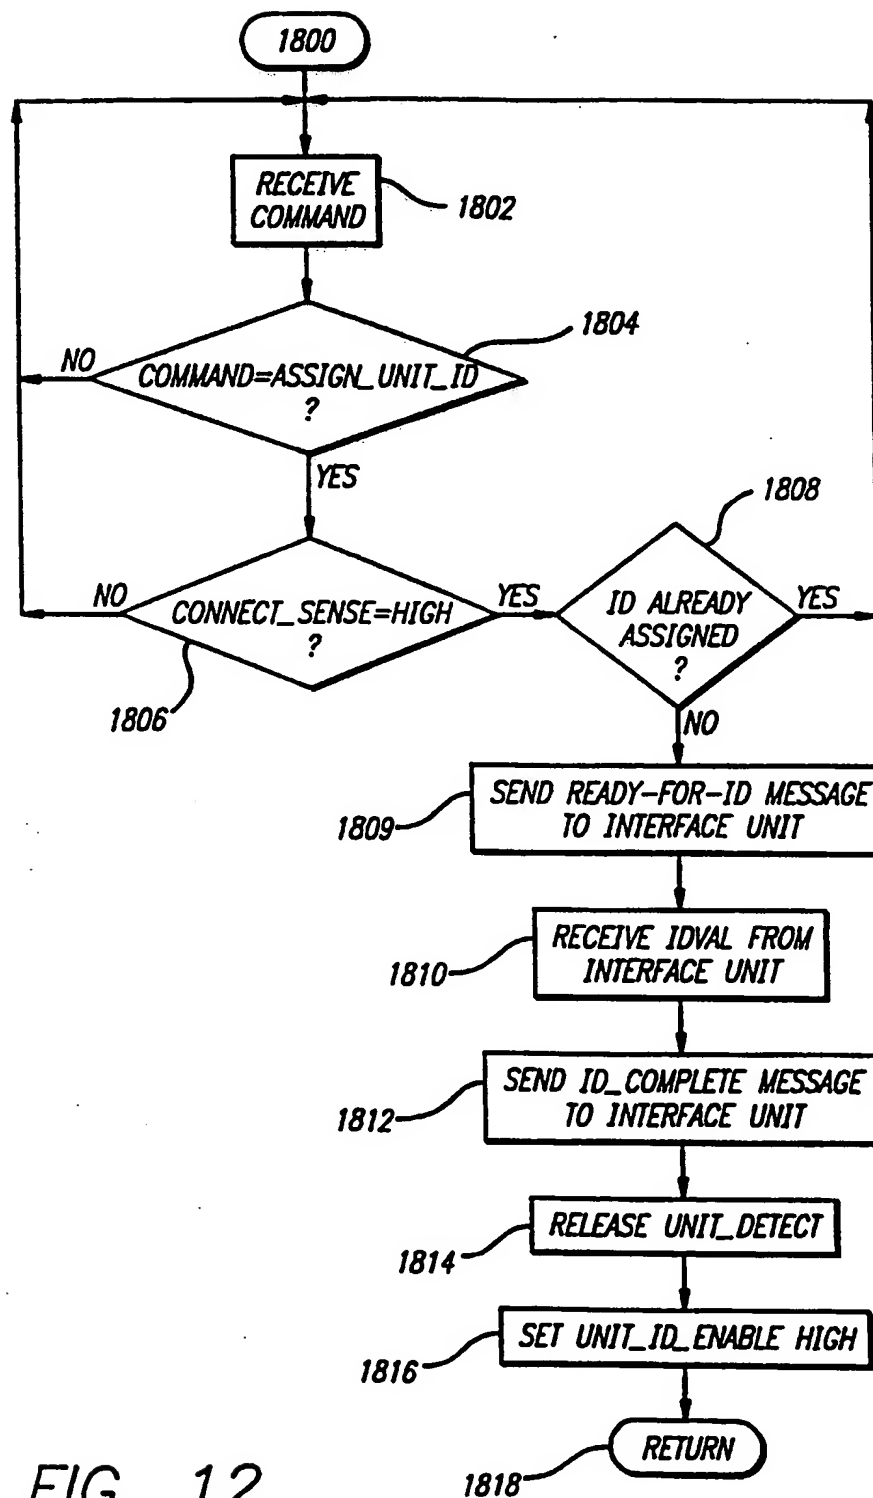 1800
RECEIVE
COMMAND
1802
1804
NO
COMMAND=ASSIGN_UNIT_ID
?
YES
1808
NO
CONNECT_SENSE=HIGH
?
YES
ID ALREADY
ASSIGNED
?
YES
1806
NO
SEND READY-FOR-ID MESSAGE
TO INTERFACE UNIT
1809
RECEIVE IDVAL FROM
INTERFACE UNIT
1810
SEND ID_COMPLETE MESSAGE
TO INTERFACE UNIT
1812
RELEASE UNIT_DETECT
1814
SET UNIT_ID_ENABLE HIGH
1816
RETURN
1818
FIG. 12